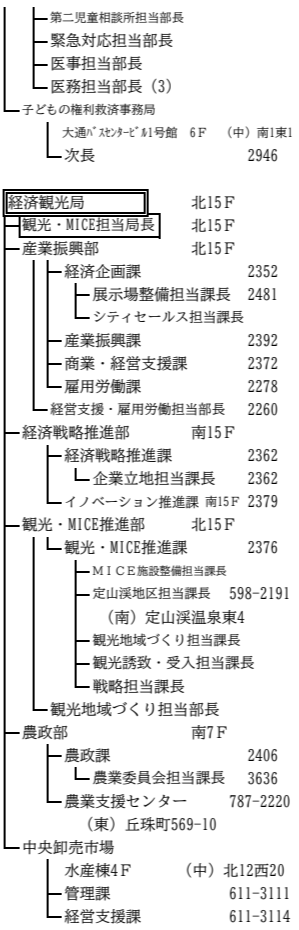 第二児童相談所担当部長
緊急対応担当部長
医事担当部長
医務担当部長（3）
子どもの権利救済事務局
大通ﾊﾞｽｾﾝﾀｰﾋﾞﾙ1号館 6F （中）南1東1
次長 2946
経済観光局 北15F
観光・MICE担当局長 北15F
産業振興部 北15F
経済企画課 2352
展示場整備担当課長 2481
シティセールス担当課長
産業振興課 2392
商業・経営支援課 2372
雇用労働課 2278
経営支援・雇用労働担当部長 2260
経済戦略推進部 南15F
経済戦略推進課 2362
企業立地担当課長 2362
イノベーション推進課 南15F 2379
観光・MICE推進部 北15F
観光・MICE推進課 2376
ＭＩＣＥ施設整備担当課長
定山渓地区担当課長 598-2191
（南）定山渓温泉東4
観光地域づくり担当課長
観光誘致・受入担当課長
戦略担当課長
観光地域づくり担当部長
農政部 南7F
農政課 2406
農業委員会担当課長 3636
農業支援センター 787-2220
（東）丘珠町569-10
中央卸売市場
水産棟4F （中）北12西20
管理課 611-3111
経営支援課 611-3114